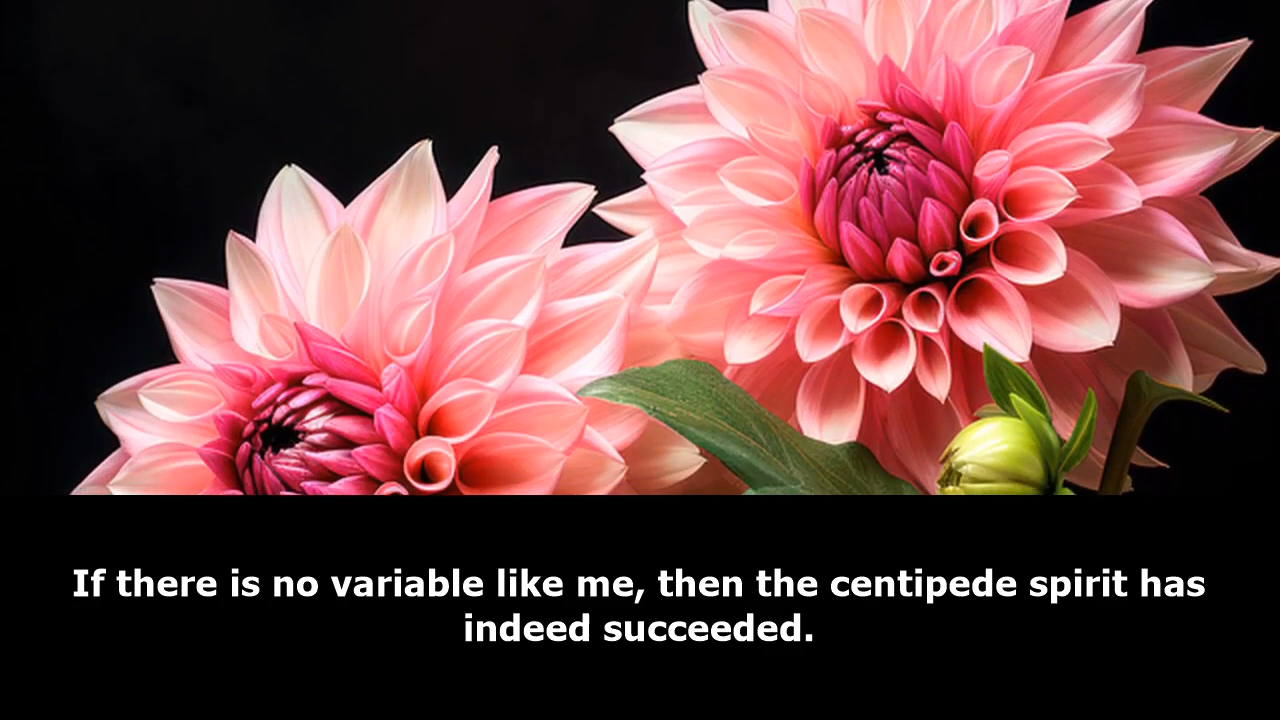 If there is no variable like me, then the centipede spirit has
indeed succeeded.